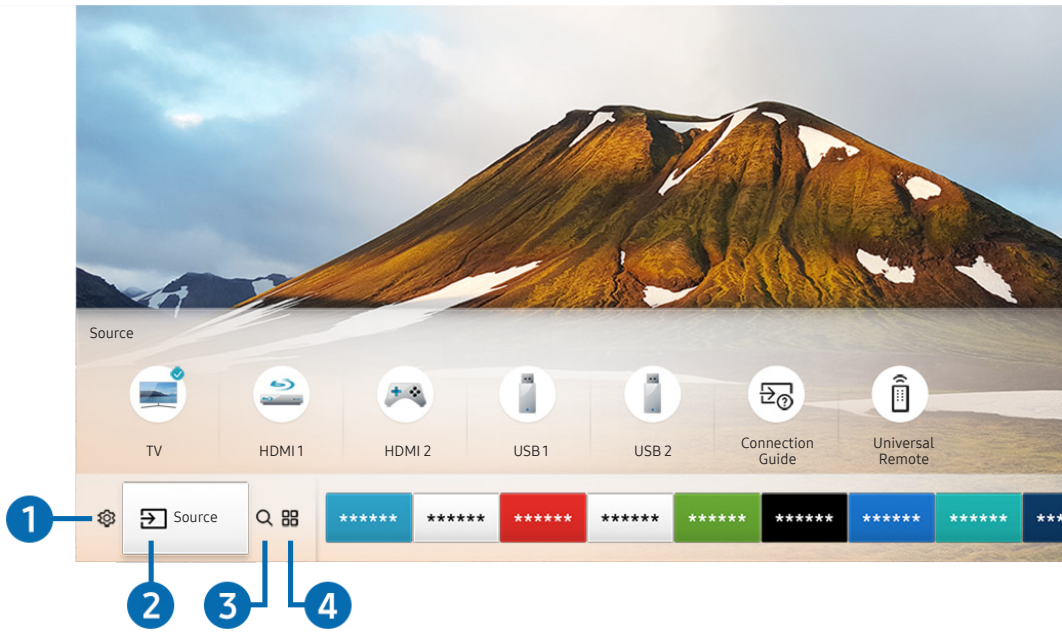 Source
TV
HDMI 1
HDMI 2
USB 1
USB 2
Connection
Guide
Universal
Remote
1
Source
****** ****** ****** ****** ****** ****** ****** ****** ***
2
3
4